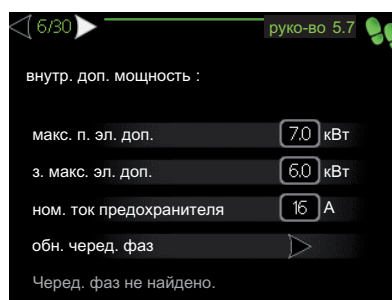 6/30 руко-во 5.7
внутр. доп. мощность :
макс. п. эл. доп. 7.0 кВт
з. макс. эл. доп. 6.0 кВт
ном. ток предохранителя 16 А
обн. черед. фаз
Черед. фаз не найдено.